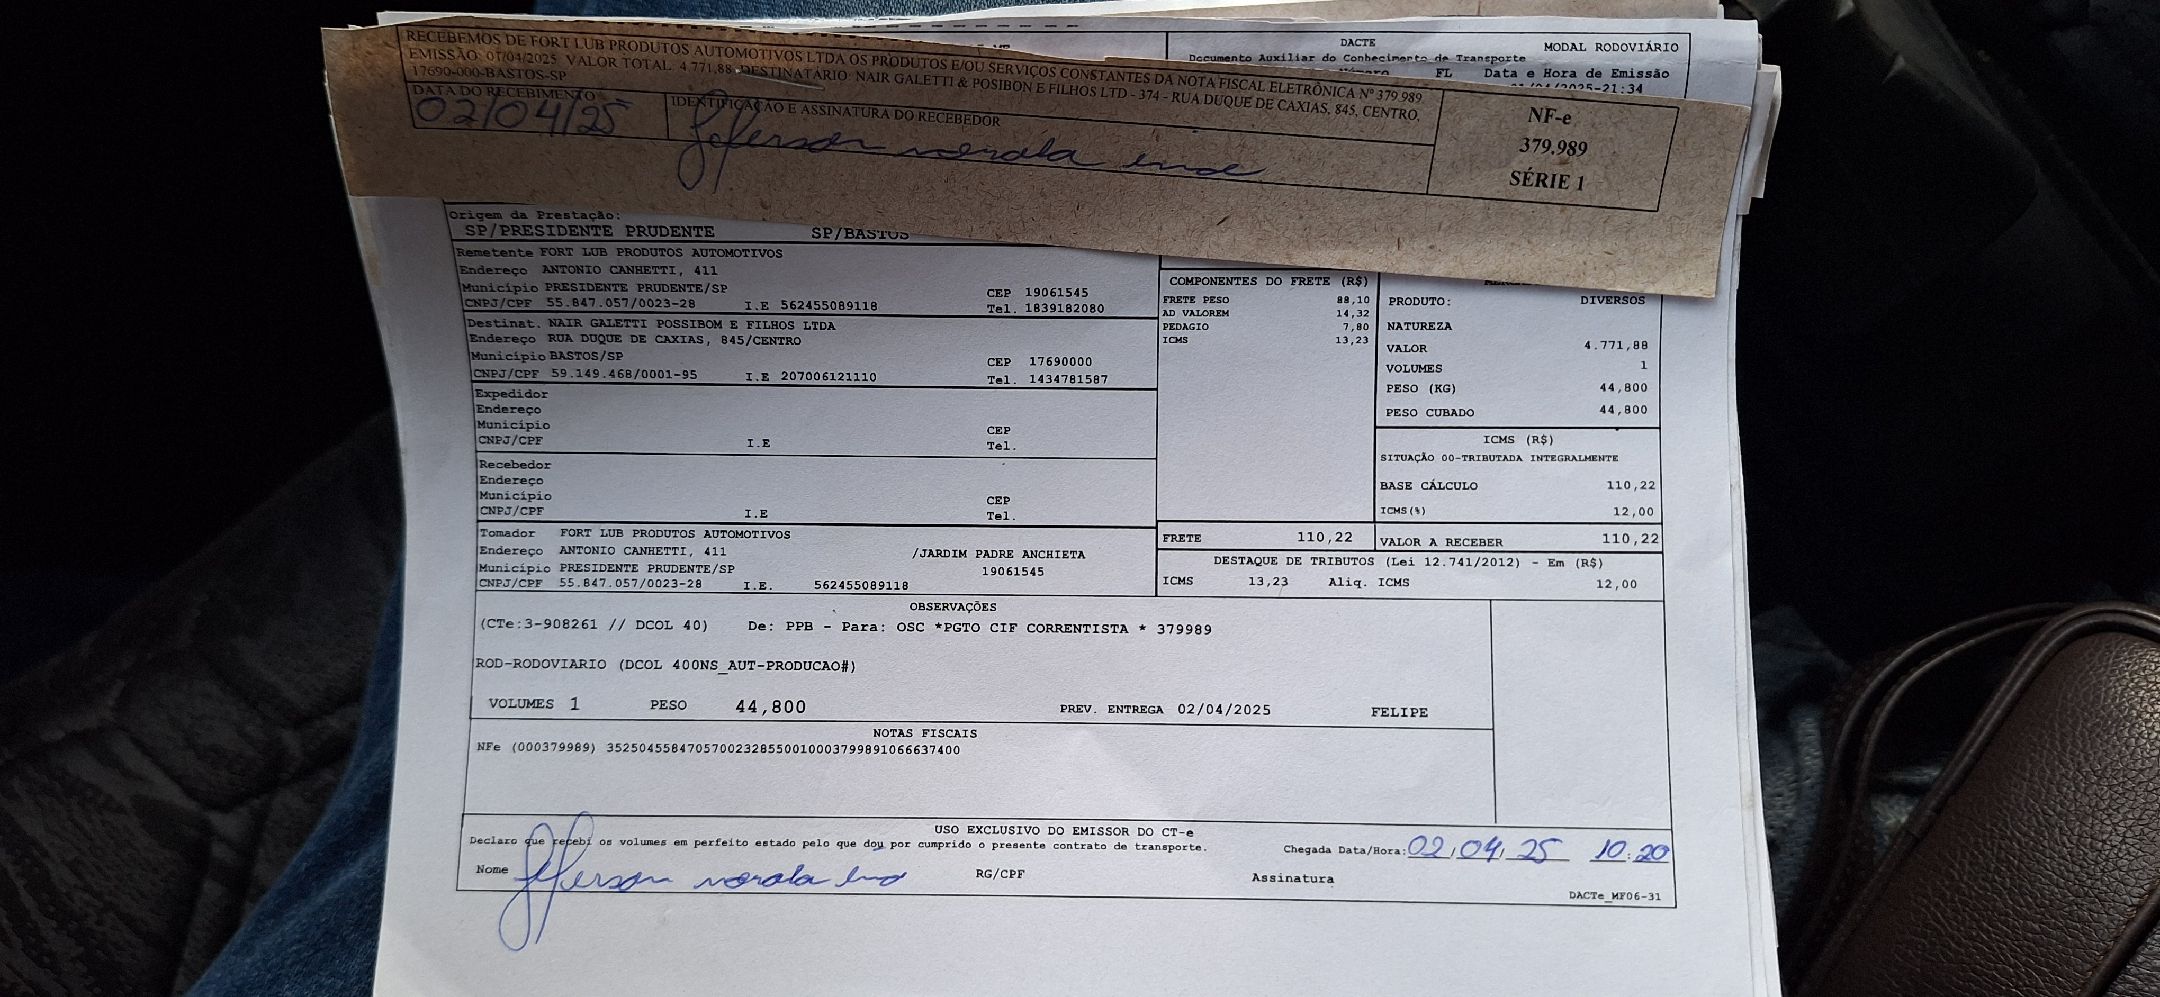 RECEBEMOS DE FORT LUB PRODUTOS AUTOMOTIVOS LTDA OS PRODUTOS E/OU SERVIÇOS CONSTANTES DA NOTA FISCAL ELETRÔNICA Nº 379.989
EMISSÃO: 01/04/2025 VALOR TOTAL: 4.771,88 DESTINATÁRIO: NAIR GALETTI & POSIBON E FILHOS LTD - 374 - RUA DUQUE DE CAXIAS, 845, CENTRO,
17690-000-BASTOS-SP
DATA DO RECEBIMENTO
02/04/25
IDENTIFICAÇÃO E ASSINATURA DO RECEBEDOR
Jeferson
NF-e
379.989
SÉRIE 1
DACTE
Documento Auxiliar do Conhecimento de Transporte
MODAL RODOVIÁRIO
FL Data e Hora de Emissão
/2025-21:34
Origem da Prestação:
SP/PRESIDENTE PRUDENTE SP/BASTOS
Remetente FORT LUB PRODUTOS AUTOMOTIVOS
Endereço ANTONIO CANHETTI, 411
Município PRESIDENTE PRUDENTE/SP CEP 19061545
CNPJ/CPF 55.847.057/0023-28 I.E 562455089118 Tel. 1839182080
Destinat. NAIR GALETTI POSSIBOM E FILHOS LTDA
Endereço RUA DUQUE DE CAXIAS, 845/CENTRO
Município BASTOS/SP CEP 17690000
CNPJ/CPF 59.149.468/0001-95 I.E 207006121110 Tel. 1434781587
Expedidor
Endereço
Município CEP
CNPJ/CPF I.E Tel.
Recebedor
Endereço
Município CEP
CNPJ/CPF I.E Tel.
Tomador FORT LUB PRODUTOS AUTOMOTIVOS
Endereço ANTONIO CANHETTI, 411 /JARDIM PADRE ANCHIETA
Município PRESIDENTE PRUDENTE/SP 19061545
CNPJ/CPF 55.847.057/0023-28 I.E. 562455089118
COMPONENTES DO FRETE (R$)
FRETE PESO 88,10
AD VALOREM 14,32
PEDAGIO 7,80
ICMS 13,23
PRODUTO: DIVERSOS
NATUREZA
VALOR 4.771,88
VOLUMES 1
PESO (KG) 44,800
PESO CUBADO 44,800
ICMS (R$)
SITUAÇÃO 00-TRIBUTADA INTEGRALMENTE
BASE CÁLCULO 110,22
ICMS(%) 12,00
FRETE 110,22 VALOR A RECEBER 110,22
DESTAQUE DE TRIBUTOS (Lei 12.741/2012) - Em (R$)
ICMS 13,23 Aliq. ICMS 12,00
OBSERVAÇÕES
(CTe:3-908261 // DCOL 40) De: PPB - Para: OSC *PGTO CIF CORRENTISTA * 379989
ROD-RODOVIARIO (DCOL 400NS_AUT-PRODUCAO#)
VOLUMES 1 PESO 44,800 PREV. ENTREGA 02/04/2025 FELIPE
NOTAS FISCAIS
NFe (000379989) 35250455847057002328550010003799891066637400
USO EXCLUSIVO DO EMISSOR DO CT-e
Declaro que recebi os volumes em perfeito estado pelo que dou por cumprido o presente contrato de transporte. Chegada Data/Hora: 02/04/25 10:20
Nome Jeferson RG/CPF Assinatura
DACTe_MF06-31